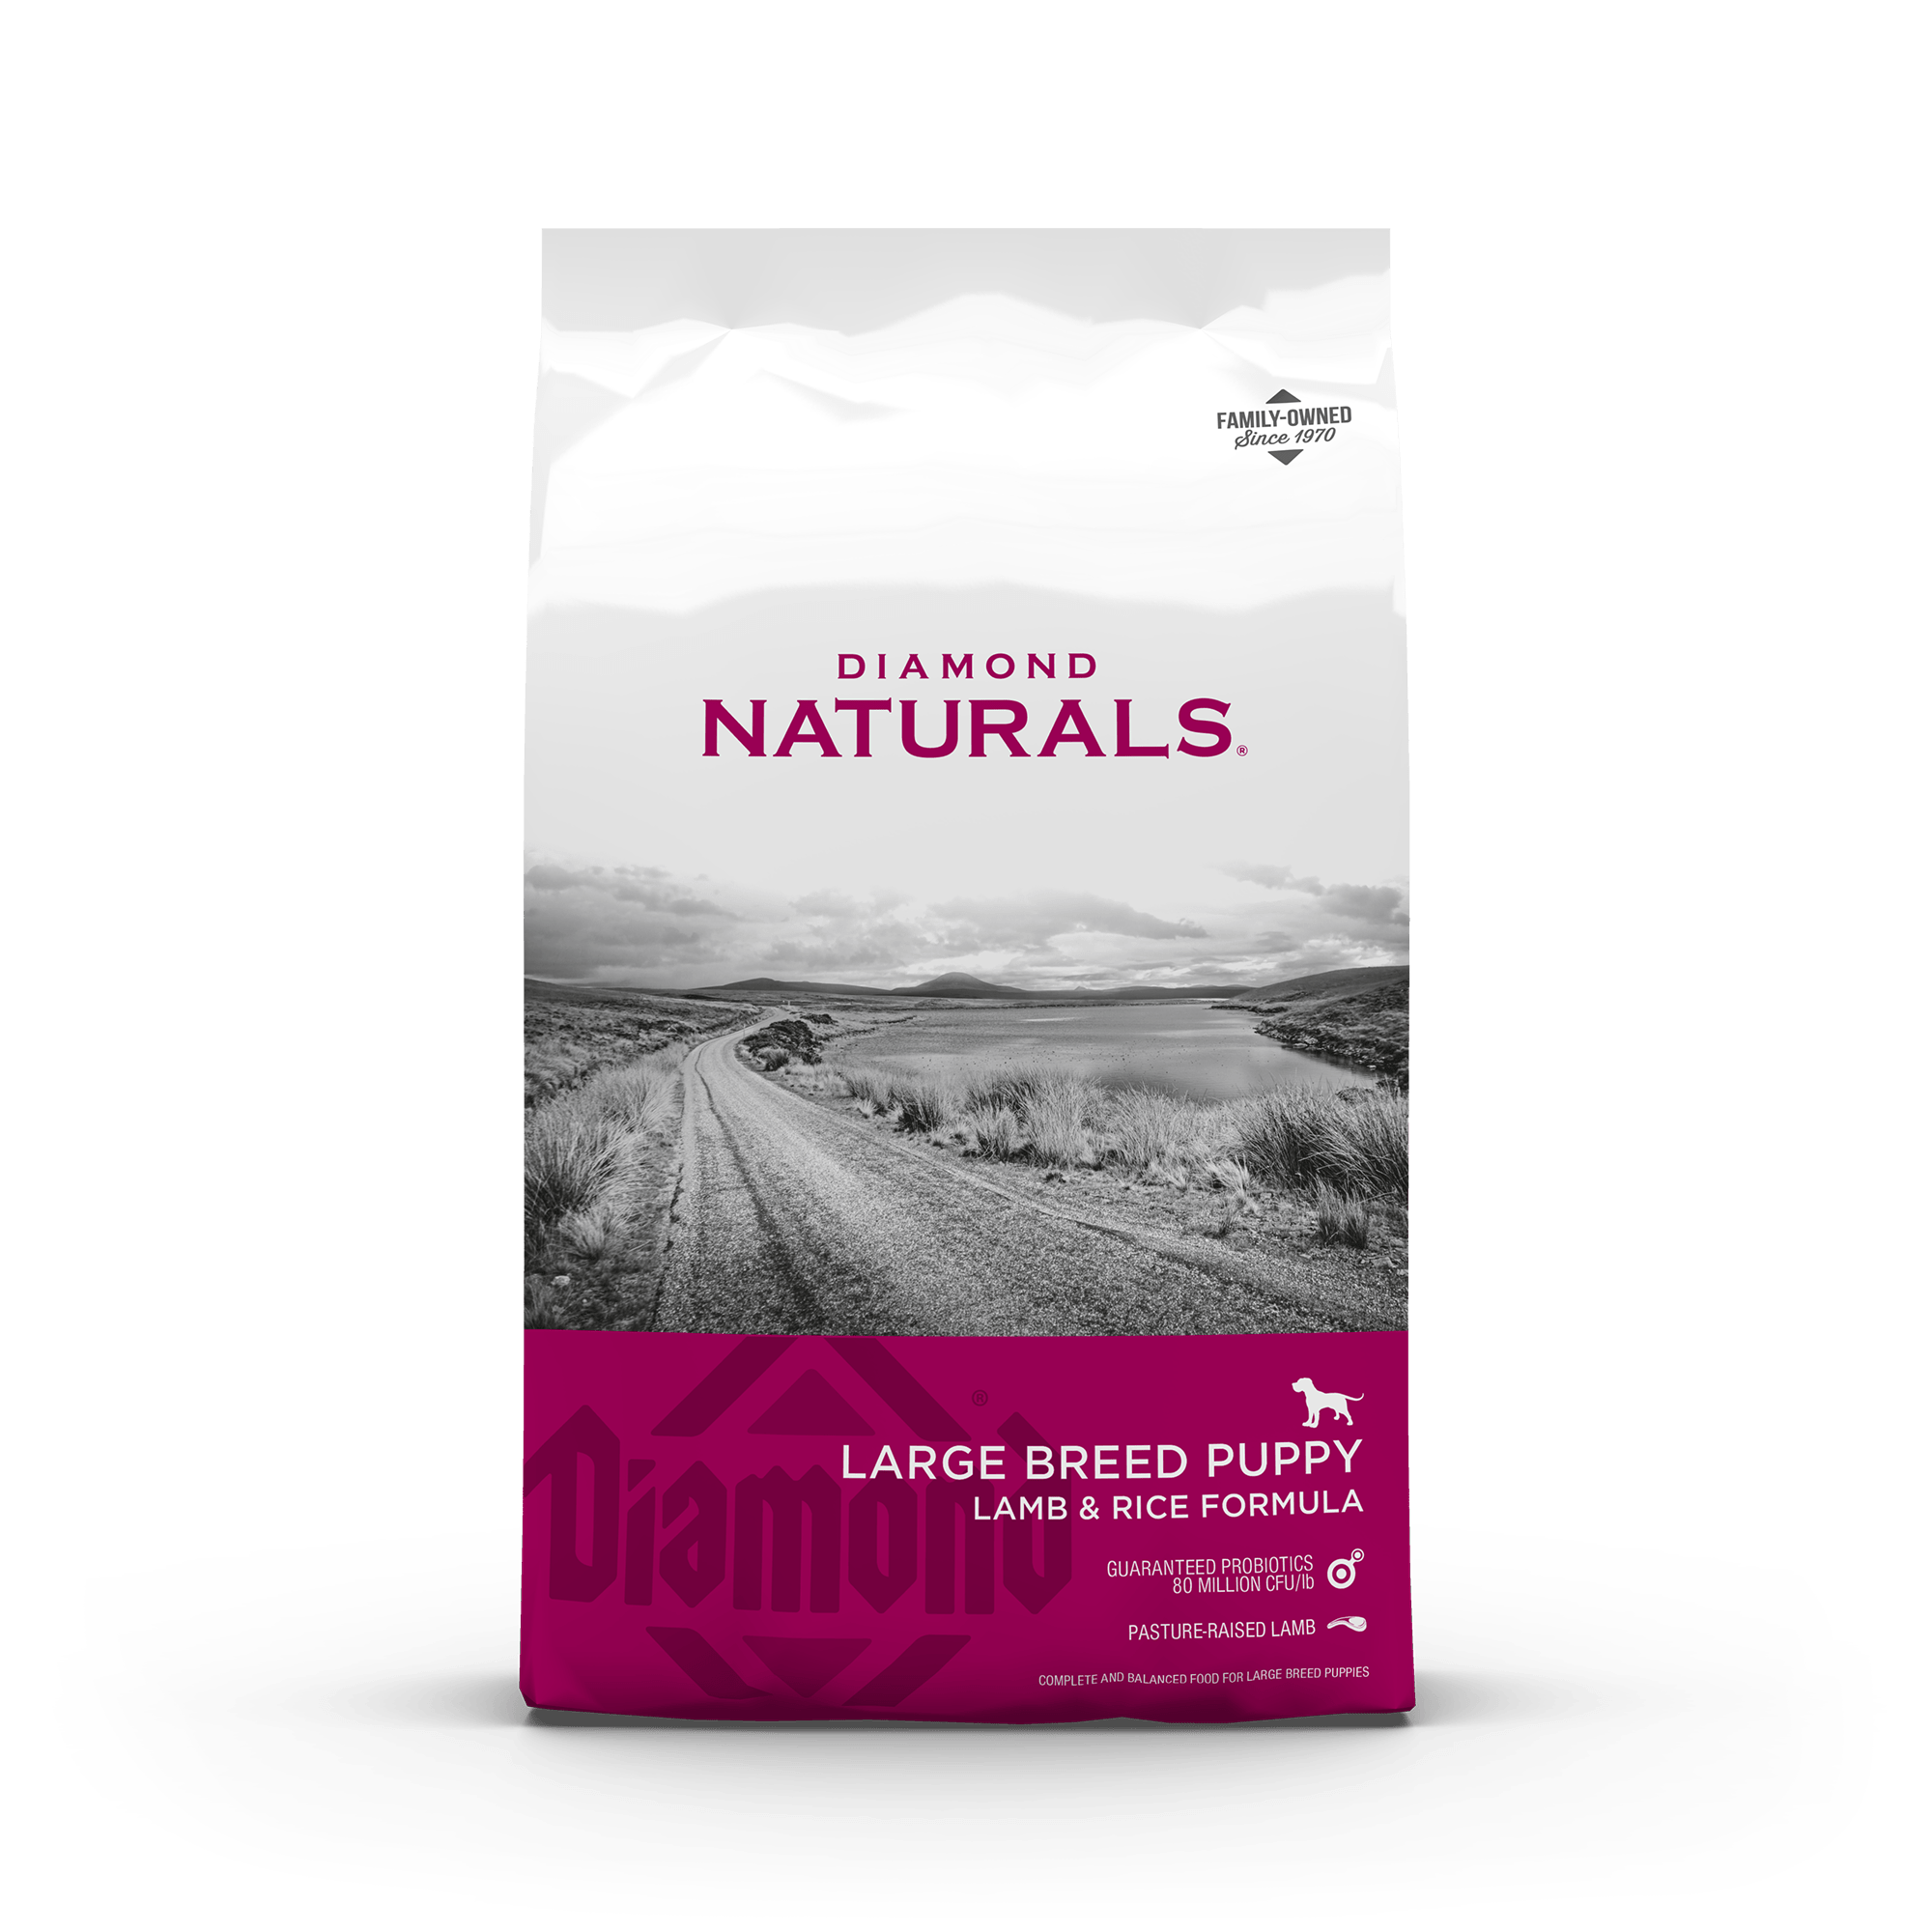 FAMILY-OWNED
Since 1970
DIAMOND
NATURALS®
®
Diamond
LARGE BREED PUPPY
LAMB & RICE FORMULA
GUARANTEED PROBIOTICS
80 MILLION CFU/lb
PASTURE-RAISED LAMB
COMPLETE AND BALANCED FOOD FOR LARGE BREED PUPPIES